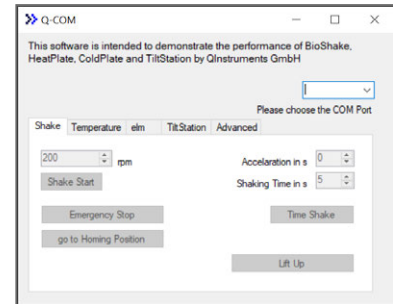 Q-COM
This software is intended to demonstrate the performance of BioShake,
HeatPlate, ColdPlate and TiltStation by QInstruments GmbH
Please choose the COM Port
Shake Temperature elm TiltStation Advanced
200 rpm Accelaration in s 0
Shake Start Shaking Time in s 5
Emergency Stop Time Shake
go to Homing Position
Lift Up